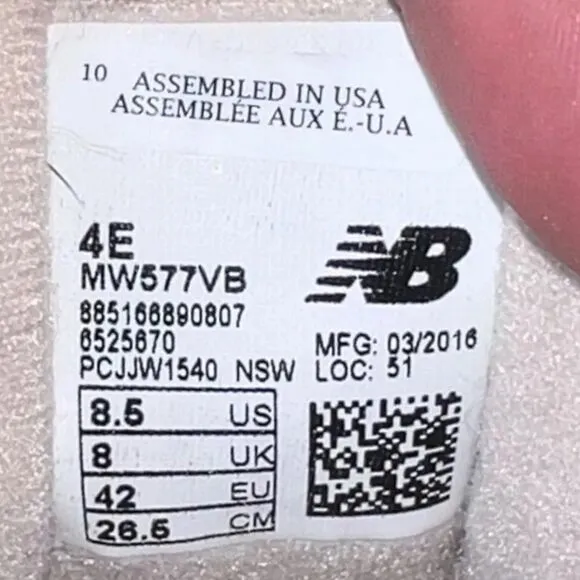 10 ASSEMBLED IN USA
ASSEMBLÉE AUX É.-U.A
4E
NB
MW577VB
885166890807
6525670
MFG: 03/2016
PCJJW1540 NSW
LOC: 51
8.5 US
8 UK
42 EU
26.5 CM